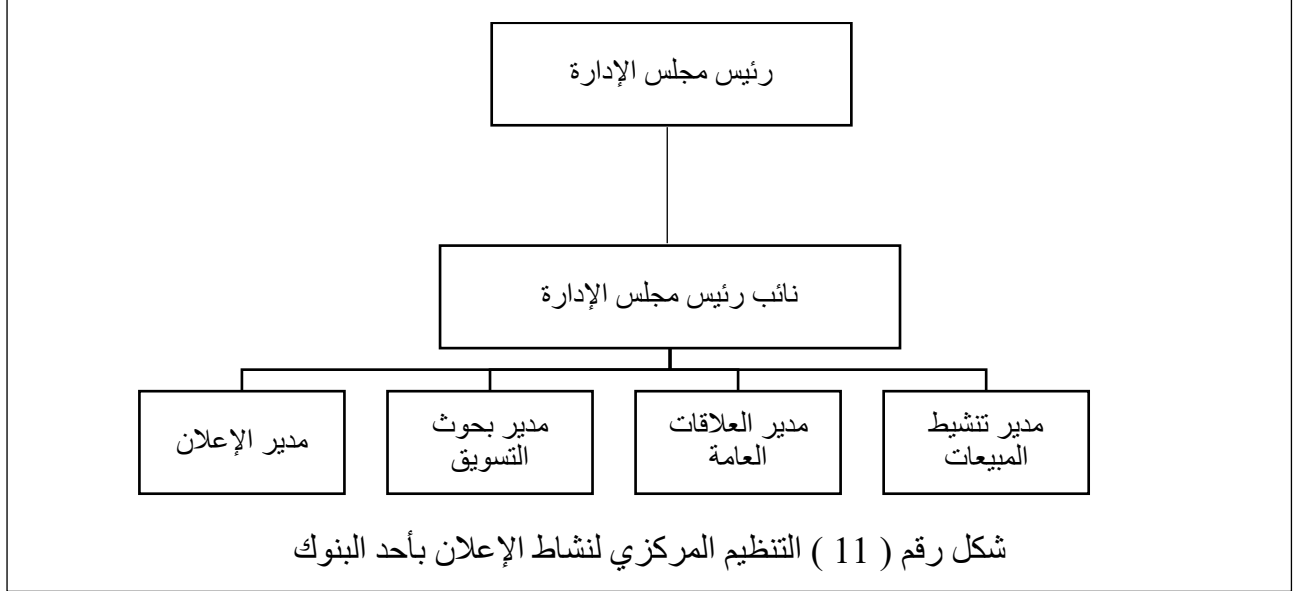 رئيس مجلس الإدارة
نائب رئيس مجلس الإدارة
مدير تنشيط
المبيعات
مدير العلاقات
العامة
مدير بحوث
التسويق
مدير الإعلان
شكل رقم ( 11 ) التنظيم المركزي لنشاط الإعلان بأحد البنوك